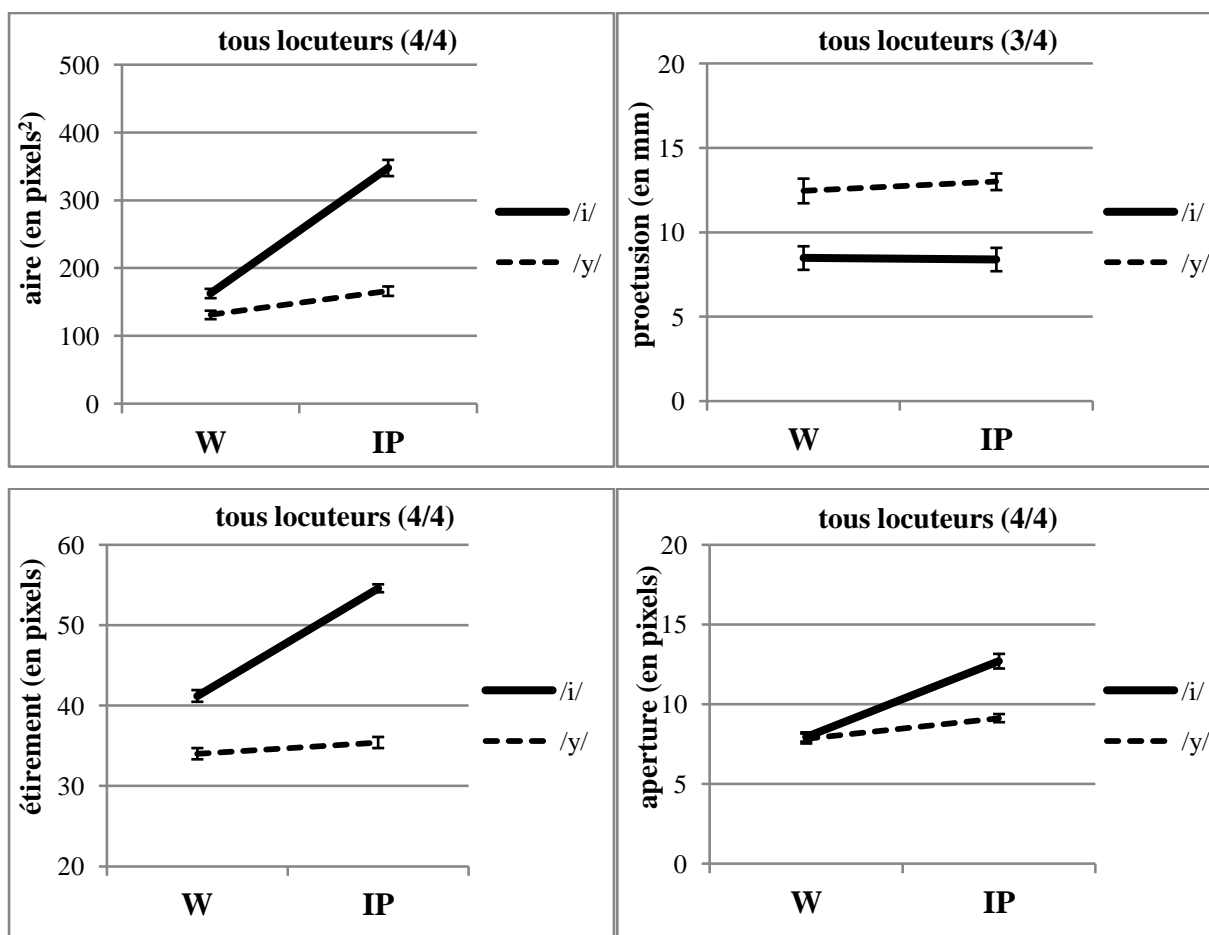 tous locuteurs (4/4)
500
400
300
200
100
0
aire (en pixels²)
W IP
/i/
/y/
tous locuteurs (3/4)
20
15
10
5
0
proetusion (en mm)
W IP
/i/
/y/
tous locuteurs (4/4)
60
50
40
30
20
étirement (en pixels)
W IP
/i/
/y/
tous locuteurs (4/4)
20
15
10
5
0
aperture (en pixels)
W IP
/i/
/y/